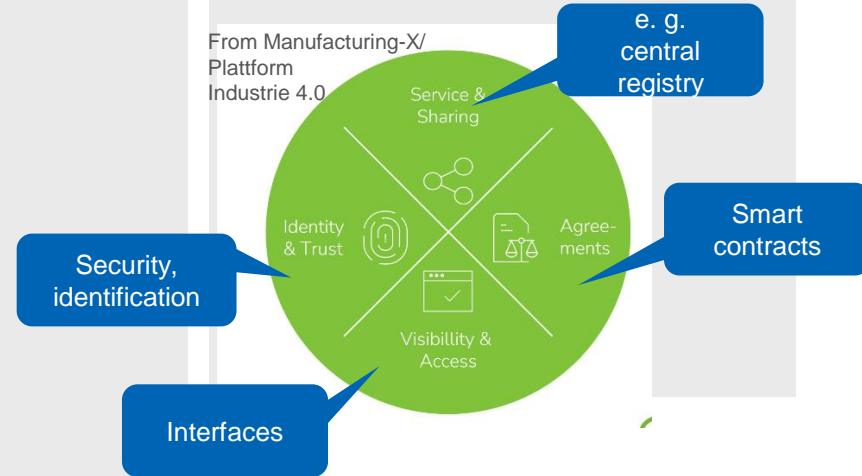 From Manufacturing-X/
Plattform
Industrie 4.0
e. g.
central
registry
Service &
Sharing
Identity
& Trust
Agree-
ments
Smart
contracts
Security,
identification
Visibillity &
Access
Interfaces